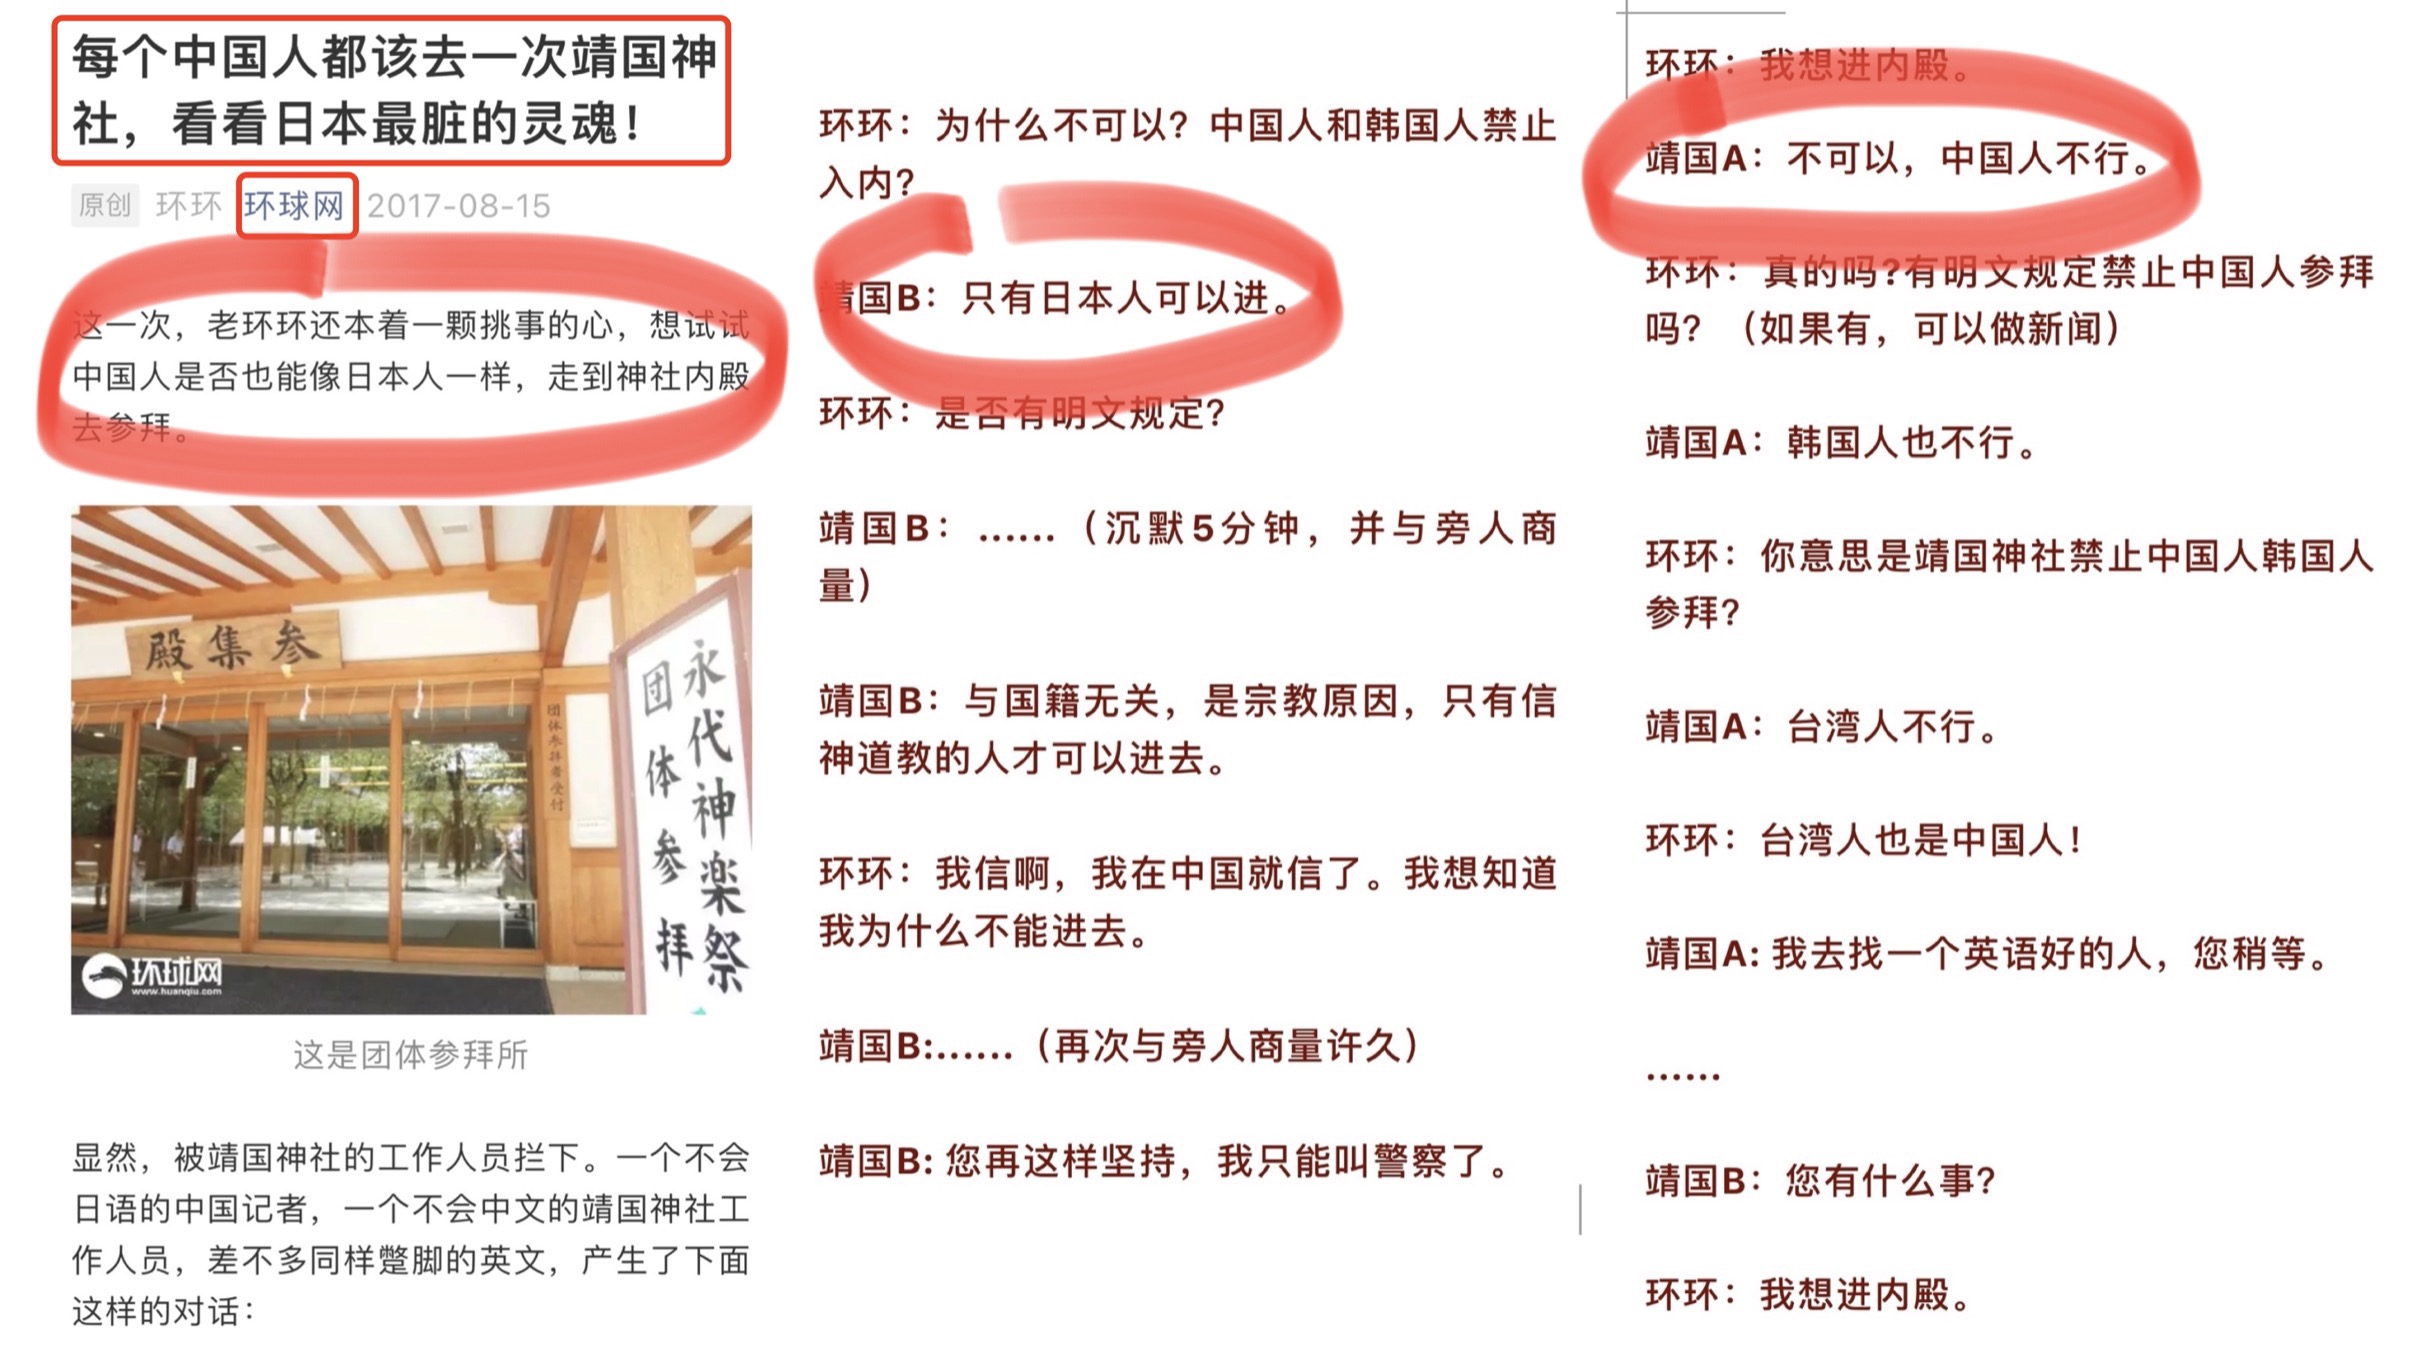 每个中国人都该去一次靖国神
社，看看日本最脏的灵魂！
原创 环环 环球网 2017-08-15
这一次，老环环还本着一颗挑事的心，想试试
中国人是否也能像日本人一样，走到神社内殿
去参拜。
殿集参
永代神楽祭
团体参拝
团体参拝者受付
环球网
www.huanqiu.com
这是团体参拜所
显然，被靖国神社的工作人员拦下。一个不会
日语的中国记者，一个不会中文的靖国神社工
作人员，差不多同样蹩脚的英文，产生了下面
这样的对话：
环环：为什么不可以？中国人和韩国人禁止
入内？
靖国B：只有日本人可以进。
环环：是否有明文规定？
靖国B：……（沉默5分钟，并与旁人商
量）
靖国B：与国籍无关，是宗教原因，只有信
神道教的人才可以进去。
环环：我信啊，我在中国就信了。我想知道
我为什么不能进去。
靖国B:……（再次与旁人商量许久）
靖国B: 您再这样坚持，我只能叫警察了。
环环：我想进内殿。
靖国A：不可以，中国人不行。
环环：真的吗?有明文规定禁止中国人参拜
吗？（如果有，可以做新闻）
靖国A：韩国人也不行。
环环：你意思是靖国神社禁止中国人韩国人
参拜？
靖国A：台湾人不行。
环环：台湾人也是中国人！
靖国A: 我去找一个英语好的人，您稍等。
……
靖国B：您有什么事？
环环：我想进内殿。